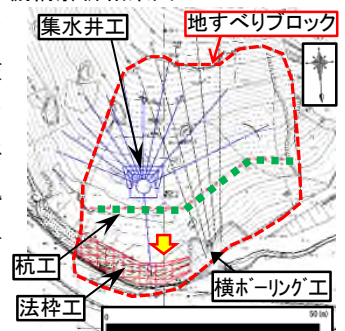 集水井工
地すべりブロック
杭工
法枠工
横ボーリング工
50(m)